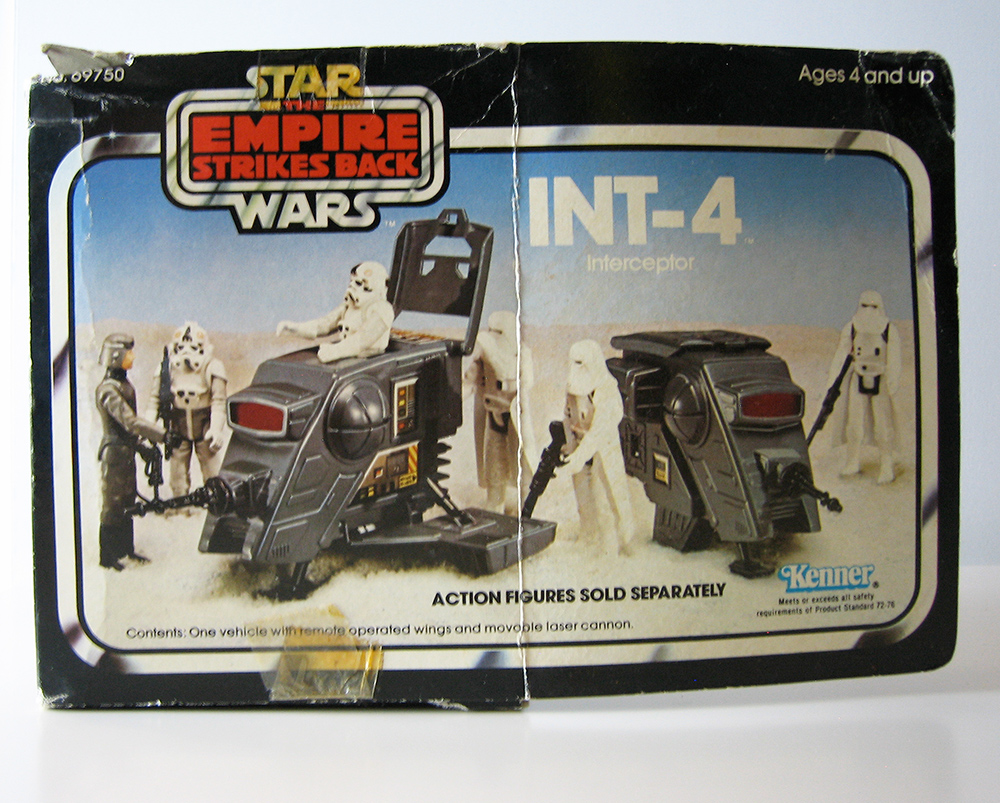 No. 69750
Ages 4 and up
STAR
THE
EMPIRE
STRIKES BACK
WARS
TM
INT-4
TM
Interceptor
Kenner®
Meets or exceeds all safety
requirements of Product Standard 72-76
ACTION FIGURES SOLD SEPARATELY
Contents: One vehicle with remote operated wings and movable laser cannon.